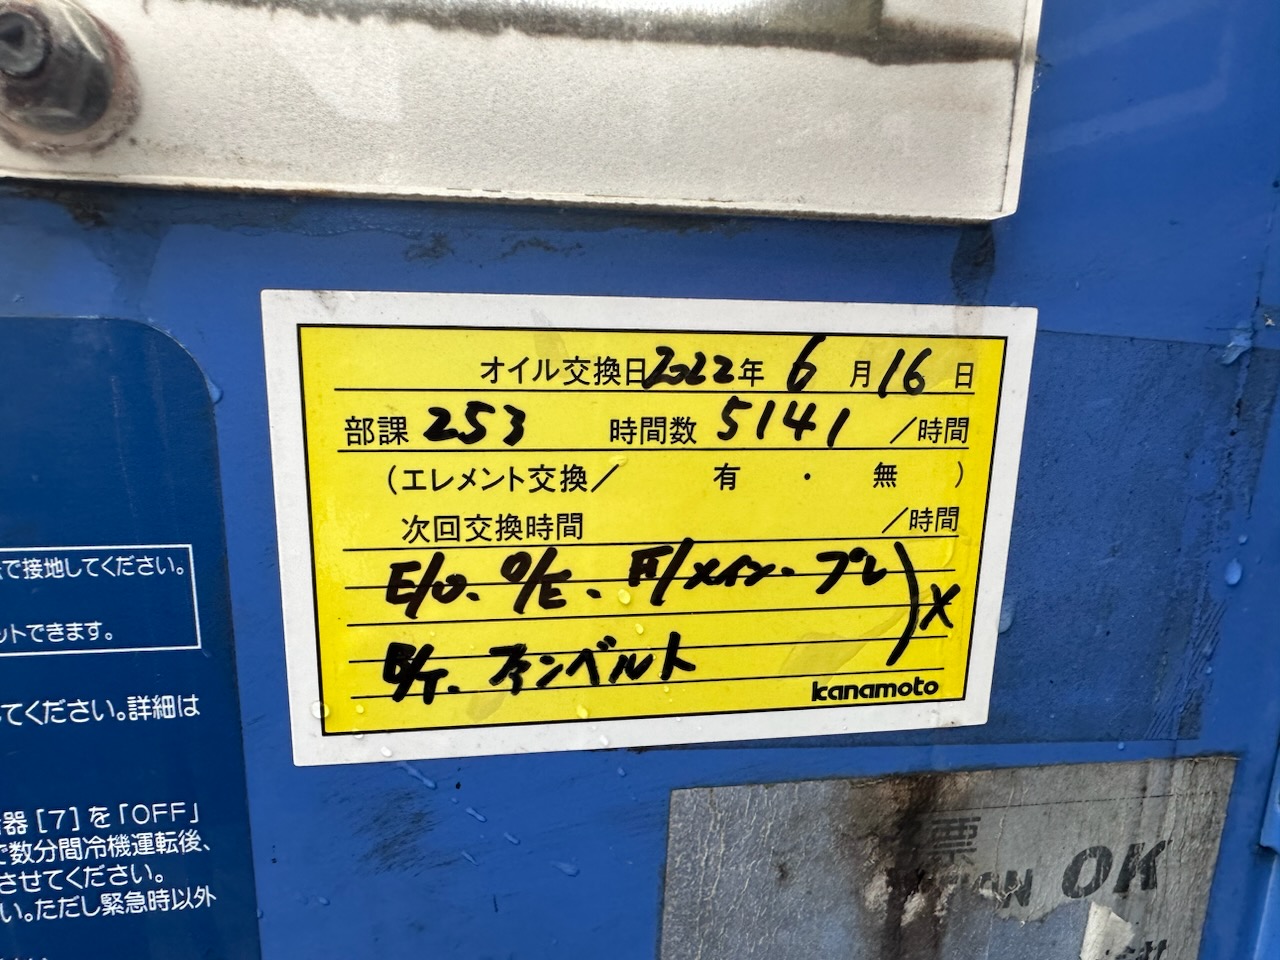 オイル交換日2022年 6月16日
部課 253 時間数 5141 /時間
(エレメント交換/ 有 ・ 無 )
次回交換時間 /時間
E/O. O/E. F/メイン・プレ
B/T. ファンベルト
)X
kanamoto
で接地してください。
ットできます。
てください。詳細は
器[7]を「OFF」
で数分間冷機運転後、
させてください。
い。ただし緊急時以外
票
TION OK